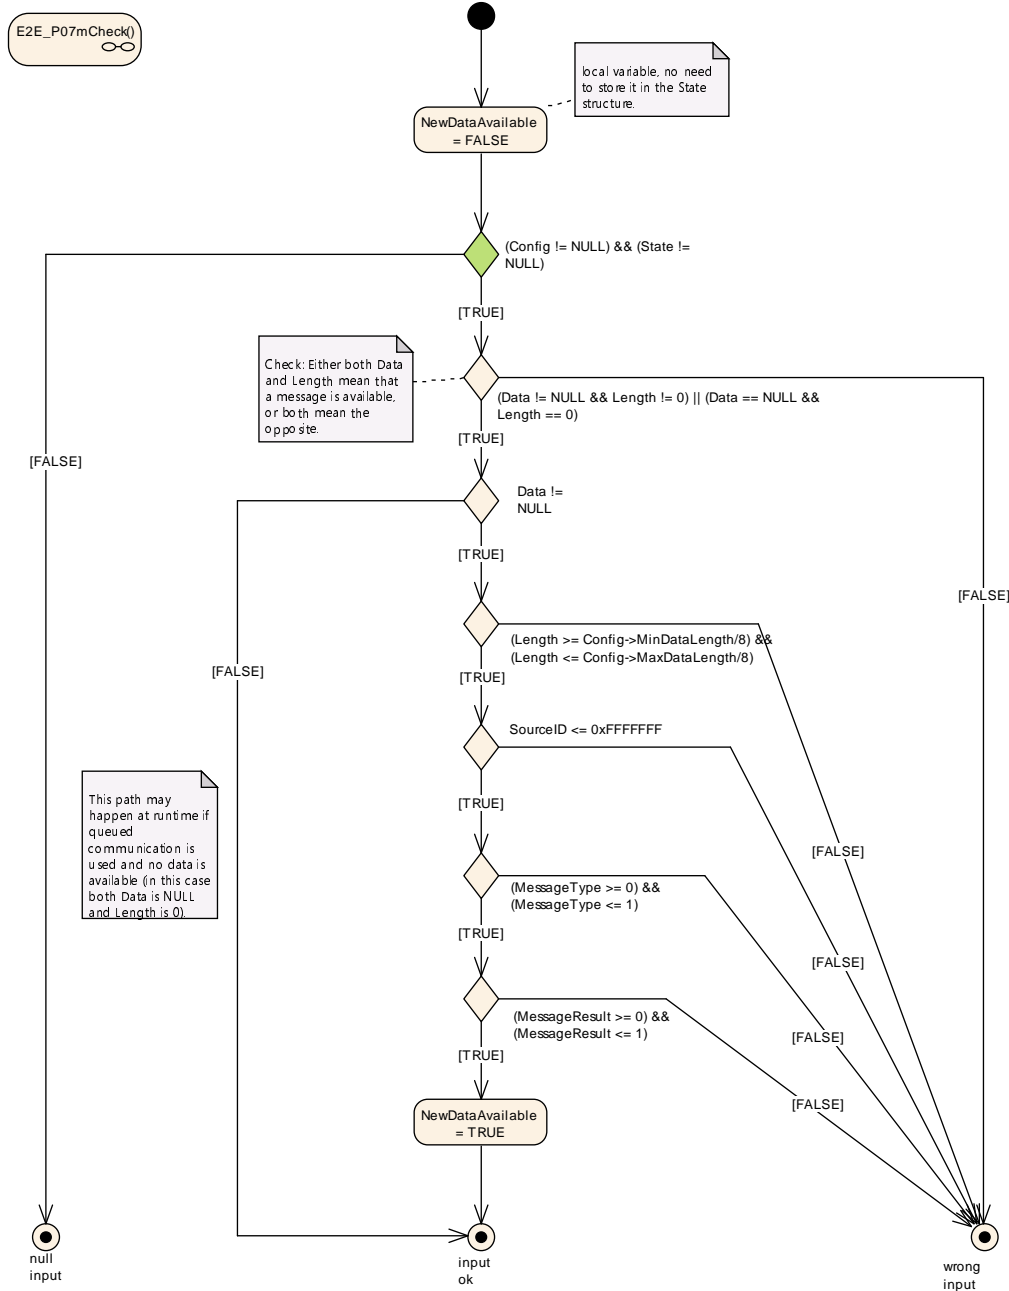 E2E_P07mCheck()
local variable, no need
to store it in the State
structure.
NewDataAvailable
= FALSE
(Config != NULL) && (State !=
NULL)
[TRUE]
Check: Either both Data
and Length mean that
a message is available,
or both mean the
opposite.
(Data != NULL && Length != 0) || (Data == NULL &&
Length == 0)
[TRUE]
[FALSE]
Data !=
NULL
[TRUE]
[FALSE]
(Length >= Config->MinDataLength/8) &&
(Length <= Config->MaxDataLength/8)
[FALSE]
[TRUE]
SourceID <= 0xFFFFFFF
This path may
happen at runtime if
queued
communication is
used and no data is
available (in this case
both Data is NULL
and Length is 0).
[TRUE]
[FALSE]
(MessageType >= 0) &&
(MessageType <= 1)
[TRUE]
[FALSE]
(MessageResult >= 0) &&
(MessageResult <= 1)
[FALSE]
[TRUE]
[FALSE]
NewDataAvailable
= TRUE
null
input
input
ok
wrong
input